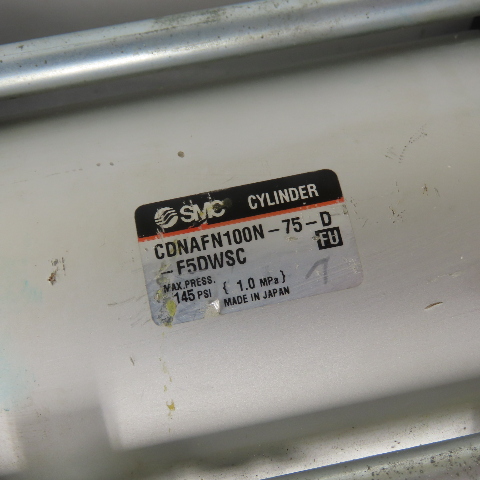 SMC CYLINDER
CDNAFN100N-75-D
-F5DWSC FU
MAX.PRESS.
145 PSI { 1.0 MPa }
MADE IN JAPAN